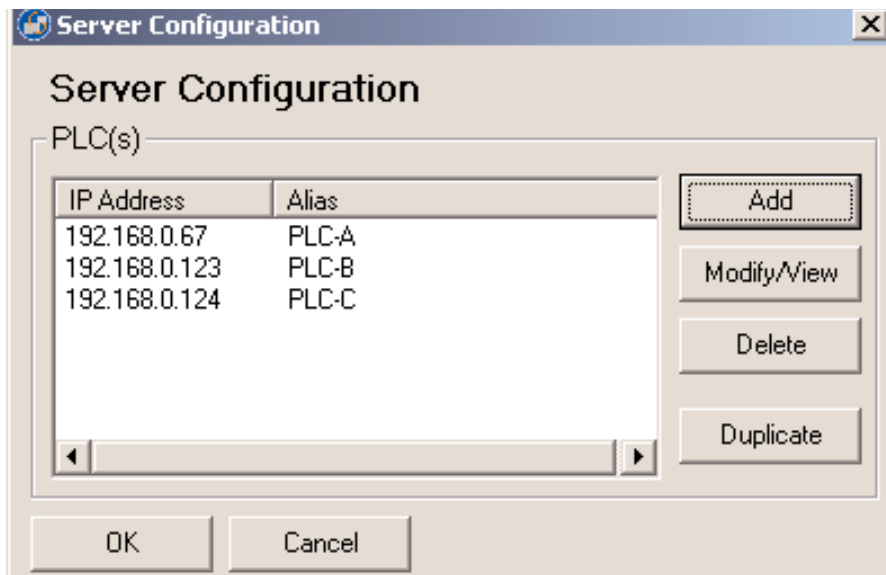 Server Configuration
Server Configuration
PLC(s)
IP Address Alias
192.168.0.67 PLC-A
192.168.0.123 PLC-B
192.168.0.124 PLC-C
Add
Modify/View
Delete
Duplicate
OK Cancel